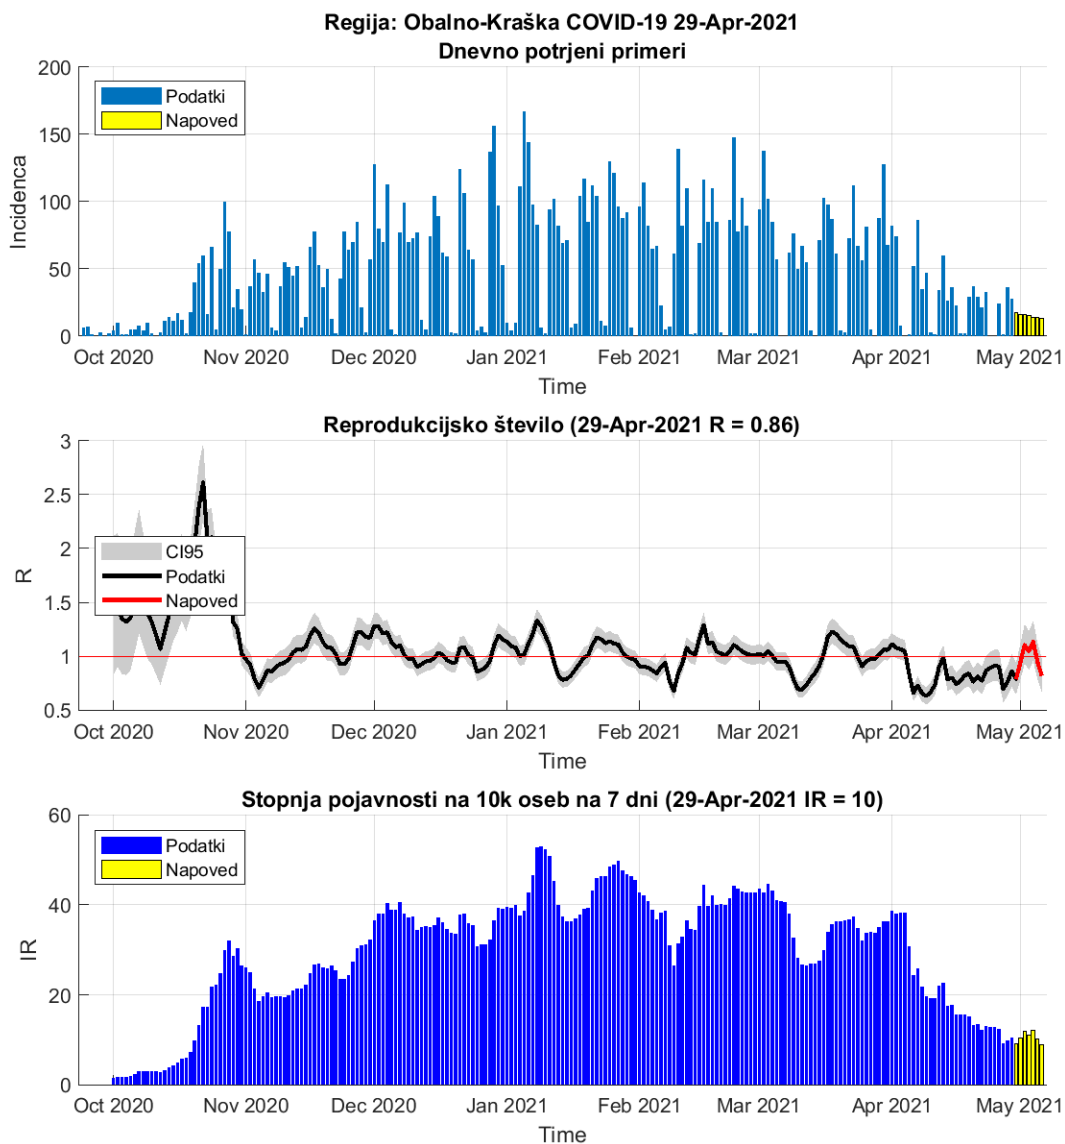 Regija: Obalno-Kraška COVID-19 29-Apr-2021
Dnevno potrjeni primeri
200
150
100
50
0
Incidenca
Podatki
Napoved
Oct 2020 Nov 2020 Dec 2020 Jan 2021 Feb 2021 Mar 2021 Apr 2021 May 2021
Time
Reprodukcijsko število (29-Apr-2021 R = 0.86)
3
2.5
2
1.5
1
0.5
R
CI95
Podatki
Napoved
Oct 2020 Nov 2020 Dec 2020 Jan 2021 Feb 2021 Mar 2021 Apr 2021 May 2021
Time
Stopnja pojavnosti na 10k oseb na 7 dni (29-Apr-2021 IR = 10)
60
40
20
0
IR
Podatki
Napoved
Oct 2020 Nov 2020 Dec 2020 Jan 2021 Feb 2021 Mar 2021 Apr 2021 May 2021
Time